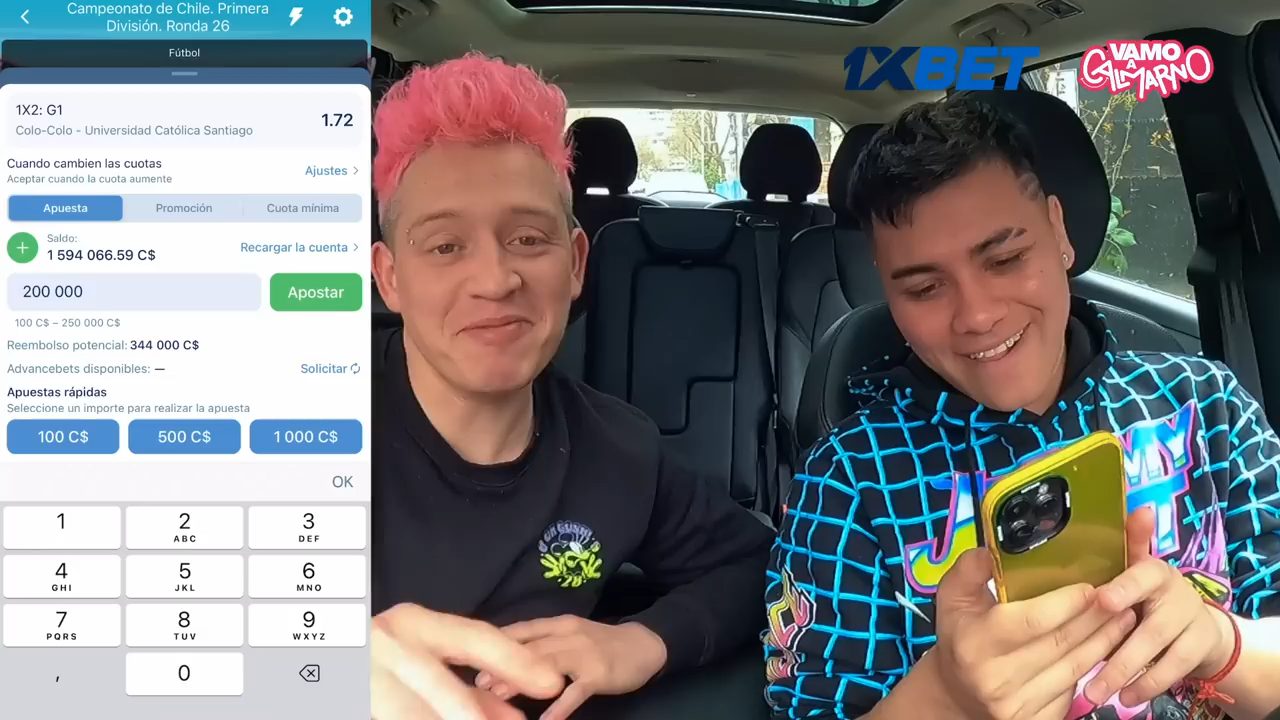 Campeonato de Chile. Primera
División. Ronda 26
Fútbol
1X2: G1
Colo-Colo - Universidad Católica Santiago
1.72
Cuando cambien las cuotas
Aceptar cuando la cuota aumente
Ajustes
Apuesta
Promoción
Cuota mínima
Saldo:
1 594 066.59 C$
Recargar la cuenta
200 000
Apostar
100 C$ – 250 000 C$
Reembolso potencial: 344 000 C$
Advancebets disponibles: —
Solicitar
Apuestas rápidas
Seleccione un importe para realizar la apuesta
100 C$
500 C$
1 000 C$
OK
1
2
ABC
3
DEF
4
GHI
5
JKL
6
MNO
7
PQRS
8
TUV
9
WXYZ
,
0
1XBET
VAMO
A
CALMARNO